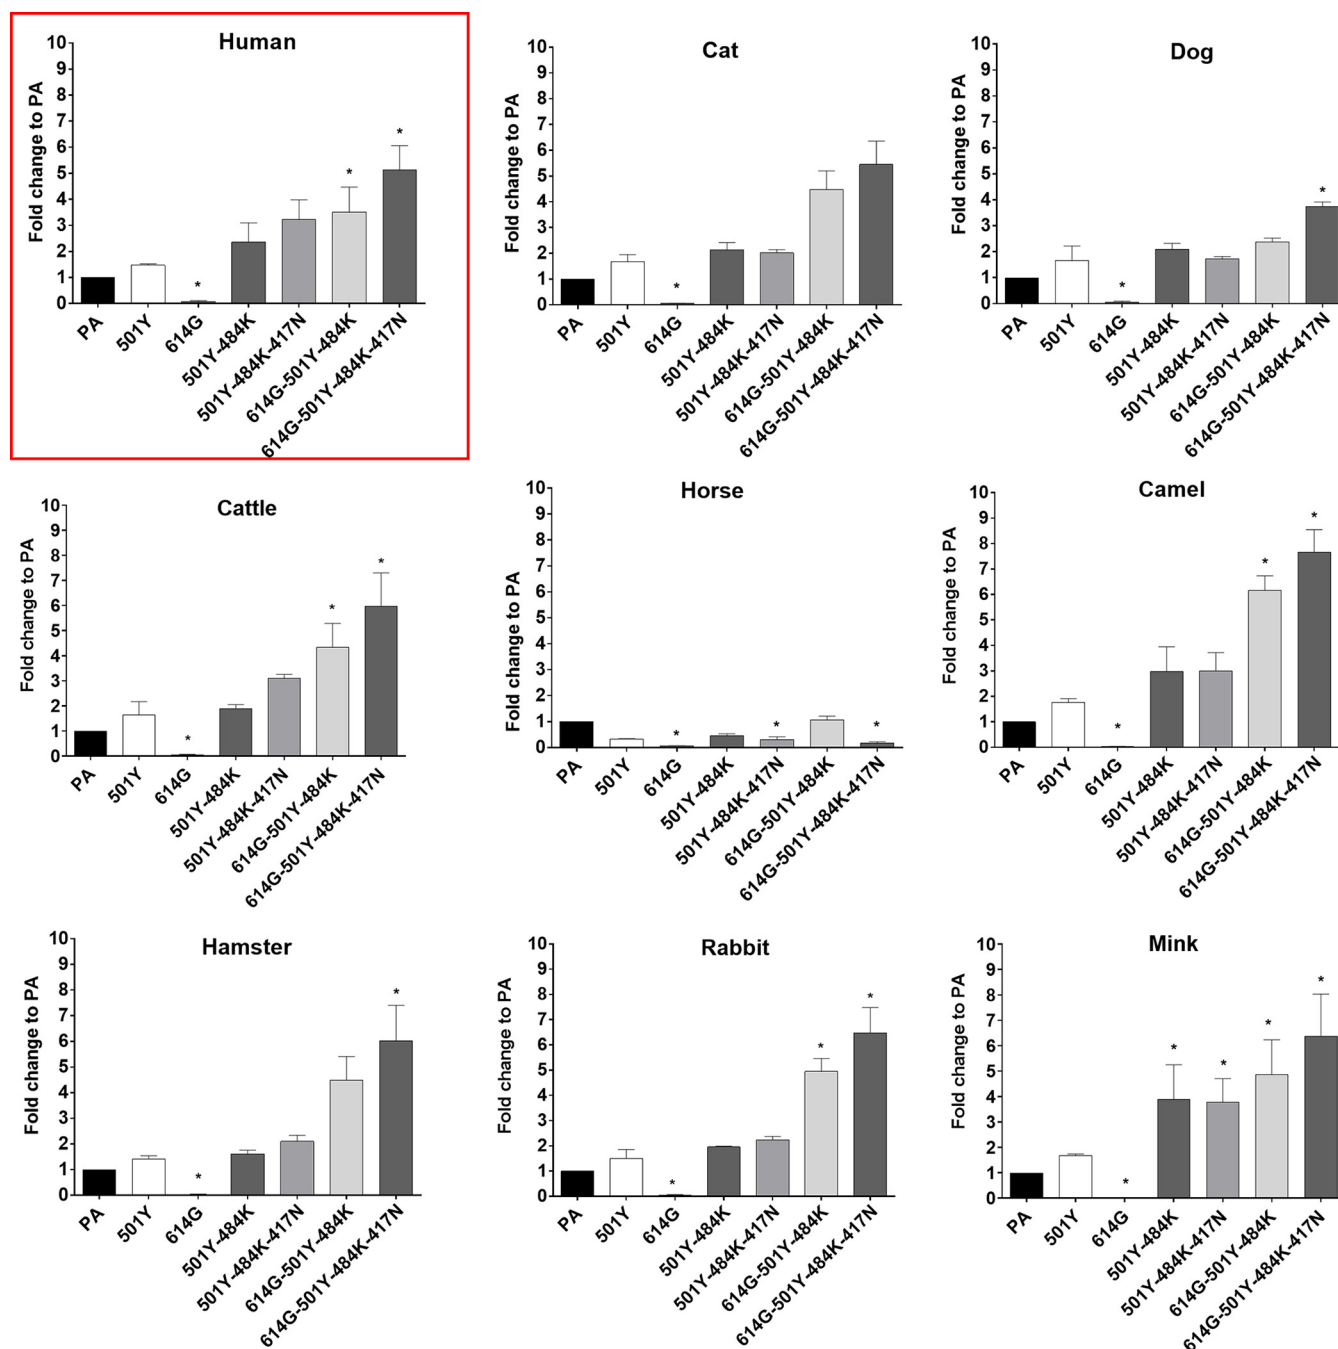 Human
Fold change to PA
10
9
8
7
6
5
4
3
2
1
0
*
*
*
PA
501Y
614G
501Y-484K
501Y-484K-417N
614G-501Y-484K
614G-501Y-484K-417N
Cat
Fold change to PA
10
9
8
7
6
5
4
3
2
1
0
*
PA
501Y
614G
501Y-484K
501Y-484K-417N
614G-501Y-484K
614G-501Y-484K-417N
Dog
Fold change to PA
10
9
8
7
6
5
4
3
2
1
0
*
*
PA
501Y
614G
501Y-484K
501Y-484K-417N
614G-501Y-484K
614G-501Y-484K-417N
Cattle
Fold change to PA
10
9
8
7
6
5
4
3
2
1
0
*
*
*
PA
501Y
614G
501Y-484K
501Y-484K-417N
614G-501Y-484K
614G-501Y-484K-417N
Horse
Fold change to PA
10
9
8
7
6
5
4
3
2
1
0
*
*
*
PA
501Y
614G
501Y-484K
501Y-484K-417N
614G-501Y-484K
614G-501Y-484K-417N
Camel
Fold change to PA
10
9
8
7
6
5
4
3
2
1
0
*
*
*
PA
501Y
614G
501Y-484K
501Y-484K-417N
614G-501Y-484K
614G-501Y-484K-417N
Hamster
Fold change to PA
10
9
8
7
6
5
4
3
2
1
0
*
*
PA
501Y
614G
501Y-484K
501Y-484K-417N
614G-501Y-484K
614G-501Y-484K-417N
Rabbit
Fold change to PA
10
9
8
7
6
5
4
3
2
1
0
*
*
*
PA
501Y
614G
501Y-484K
501Y-484K-417N
614G-501Y-484K
614G-501Y-484K-417N
Mink
Fold change to PA
10
9
8
7
6
5
4
3
2
1
0
*
*
*
*
*
PA
501Y
614G
501Y-484K
501Y-484K-417N
614G-501Y-484K
614G-501Y-484K-417N